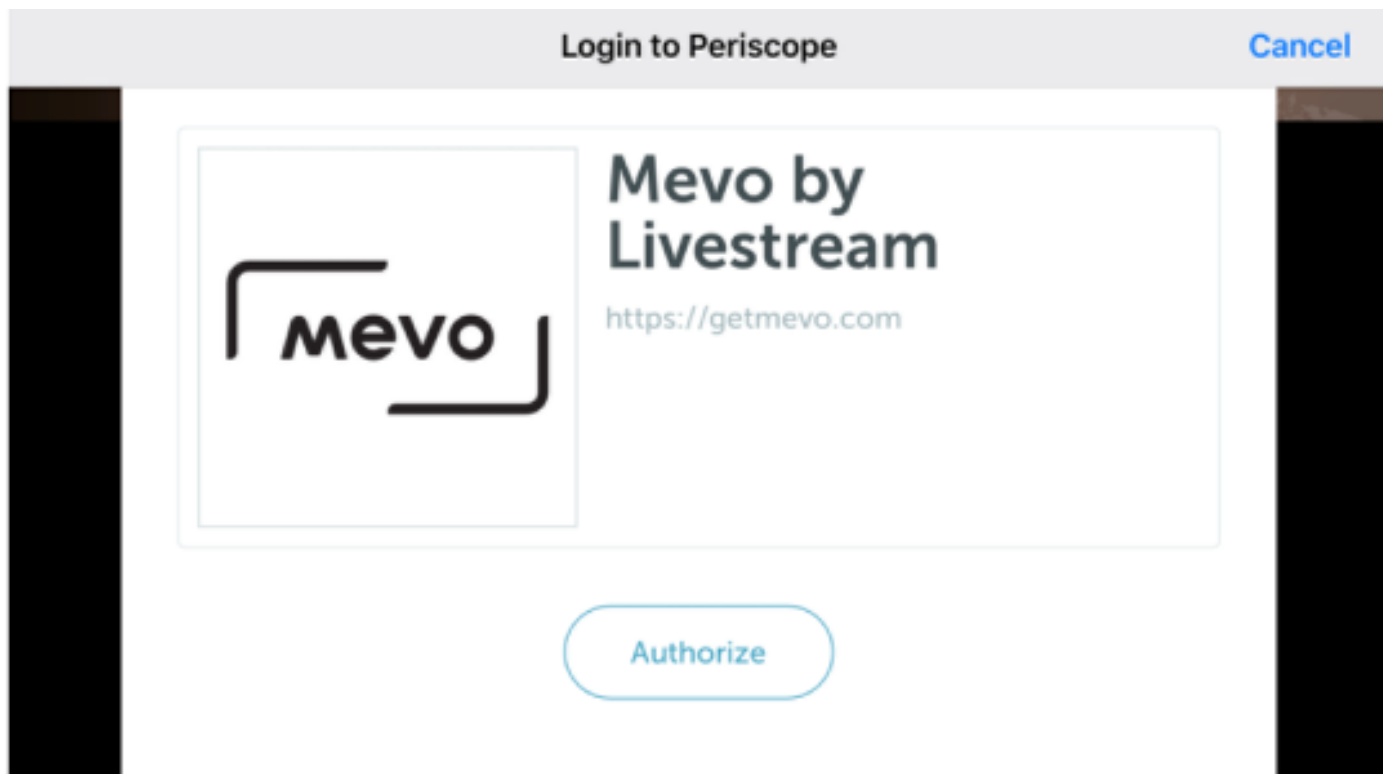 Login to Periscope
Cancel
Mevo by
Livestream
https://getmevo.com
mevo
Authorize